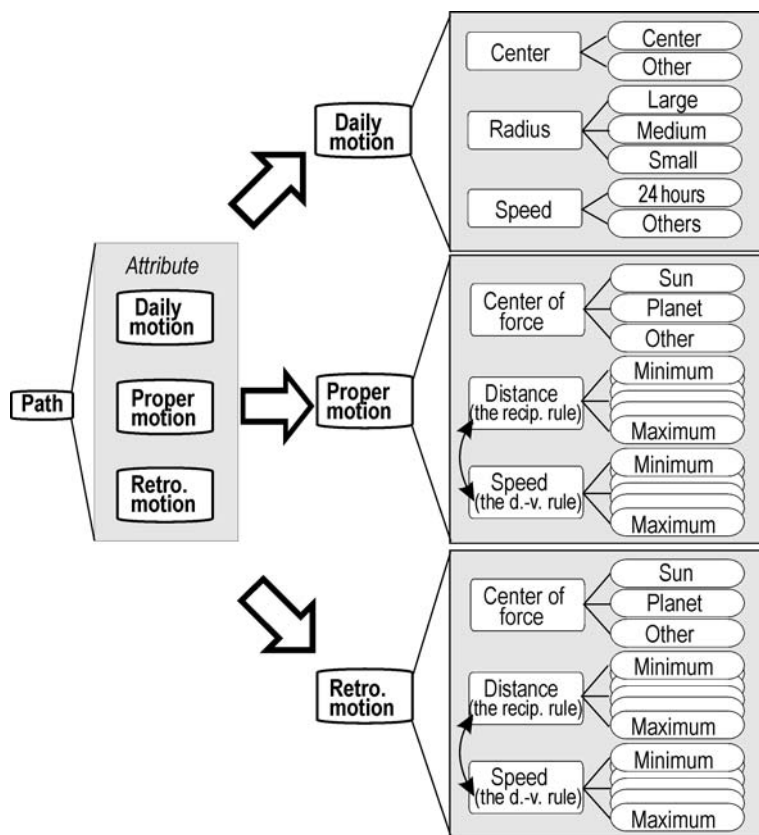 Path
Attribute
Daily
motion
Proper
motion
Retro.
motion
Daily
motion
Center
Center
Other
Radius
Large
Medium
Small
Speed
24 hours
Others
Proper
motion
Center of
force
Sun
Planet
Other
Distance
(the recip. rule)
Minimum
Maximum
Speed
(the d.-v. rule)
Minimum
Maximum
Retro.
motion
Center of
force
Sun
Planet
Other
Distance
(the recip. rule)
Minimum
Maximum
Speed
(the d.-v. rule)
Minimum
Maximum